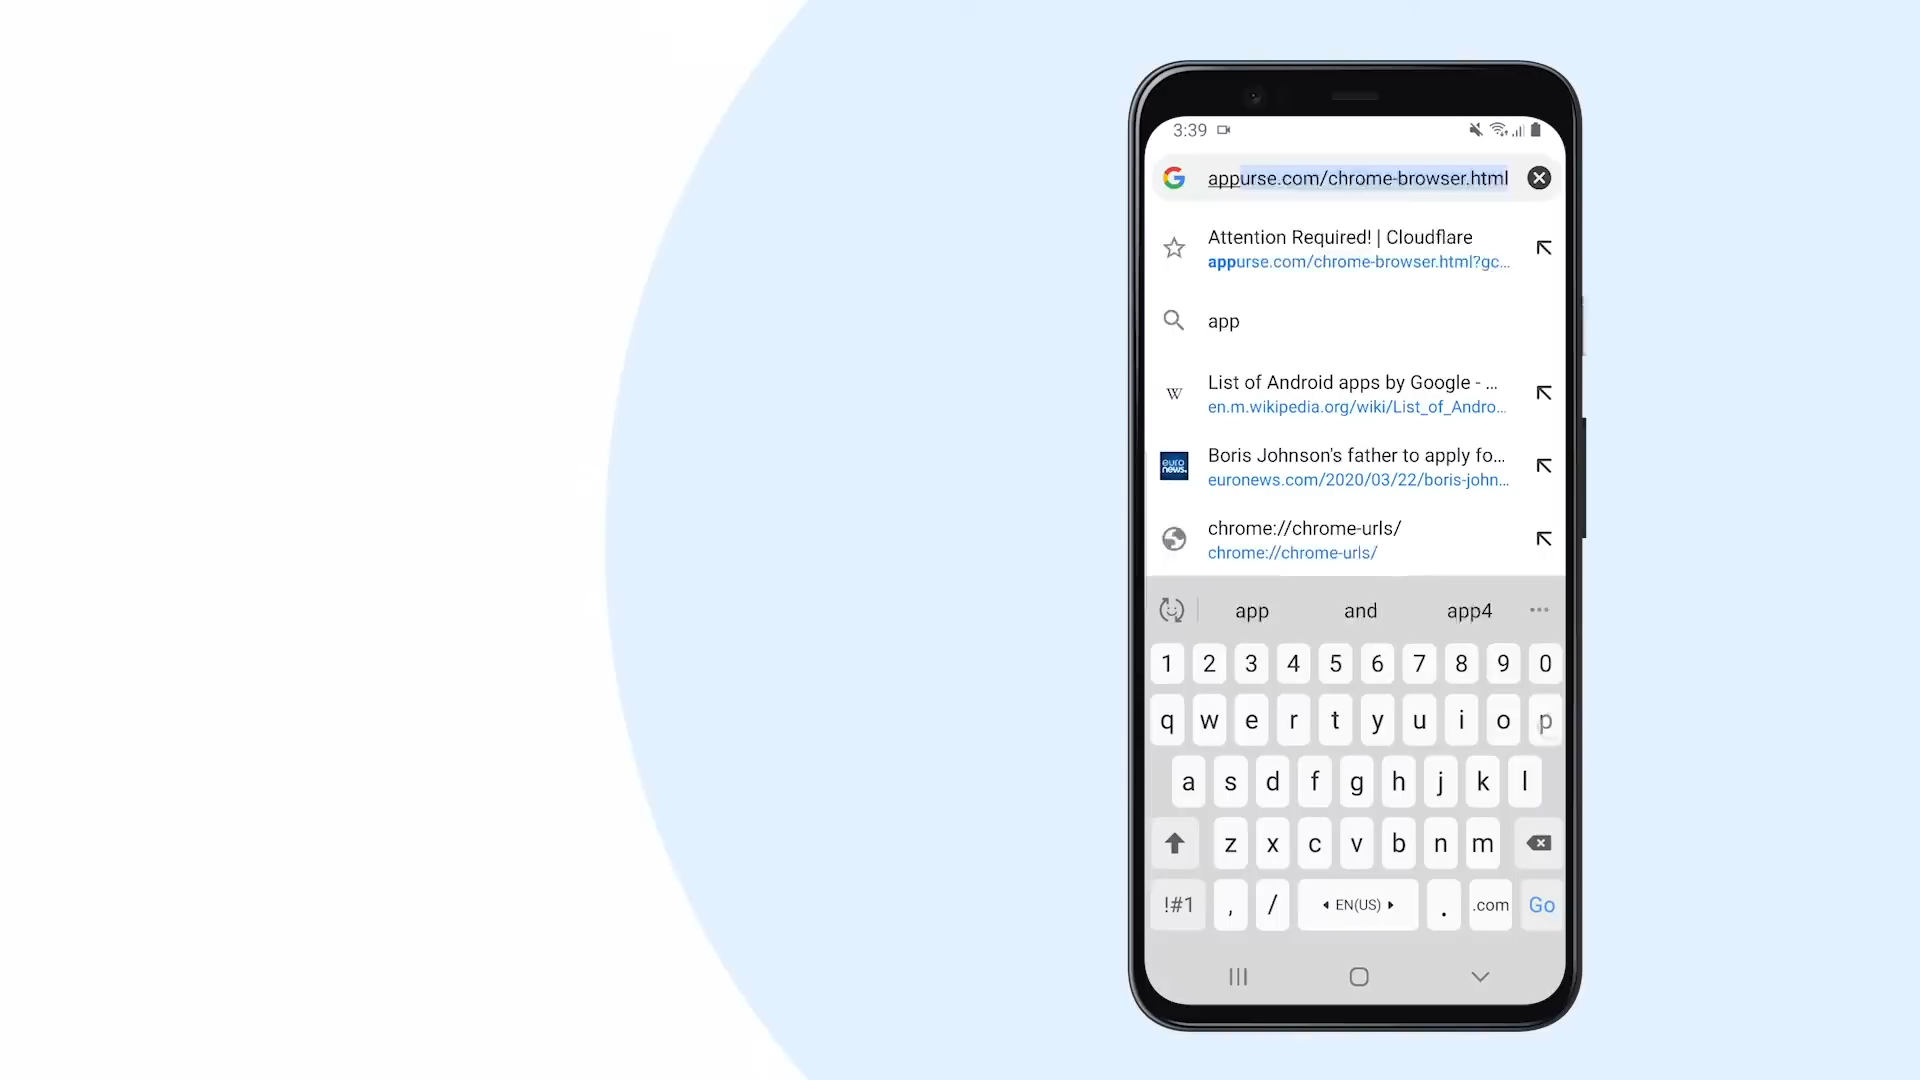 3:39
appurse.com/chrome-browser.html
Attention Required! | Cloudflare
appurse.com/chrome-browser.html?gc...
app
W
List of Android apps by Google - ...
en.m.wikipedia.org/wiki/List_of_Andro...
euro
news.
Boris Johnson's father to apply fo...
euronews.com/2020/03/22/boris-john...
chrome://chrome-urls/
chrome://chrome-urls/
app and app4
1 2 3 4 5 6 7 8 9 0
q w e r t y u i o p
a s d f g h j k l
z x c v b n m
!#1 , / EN(US) . .com Go